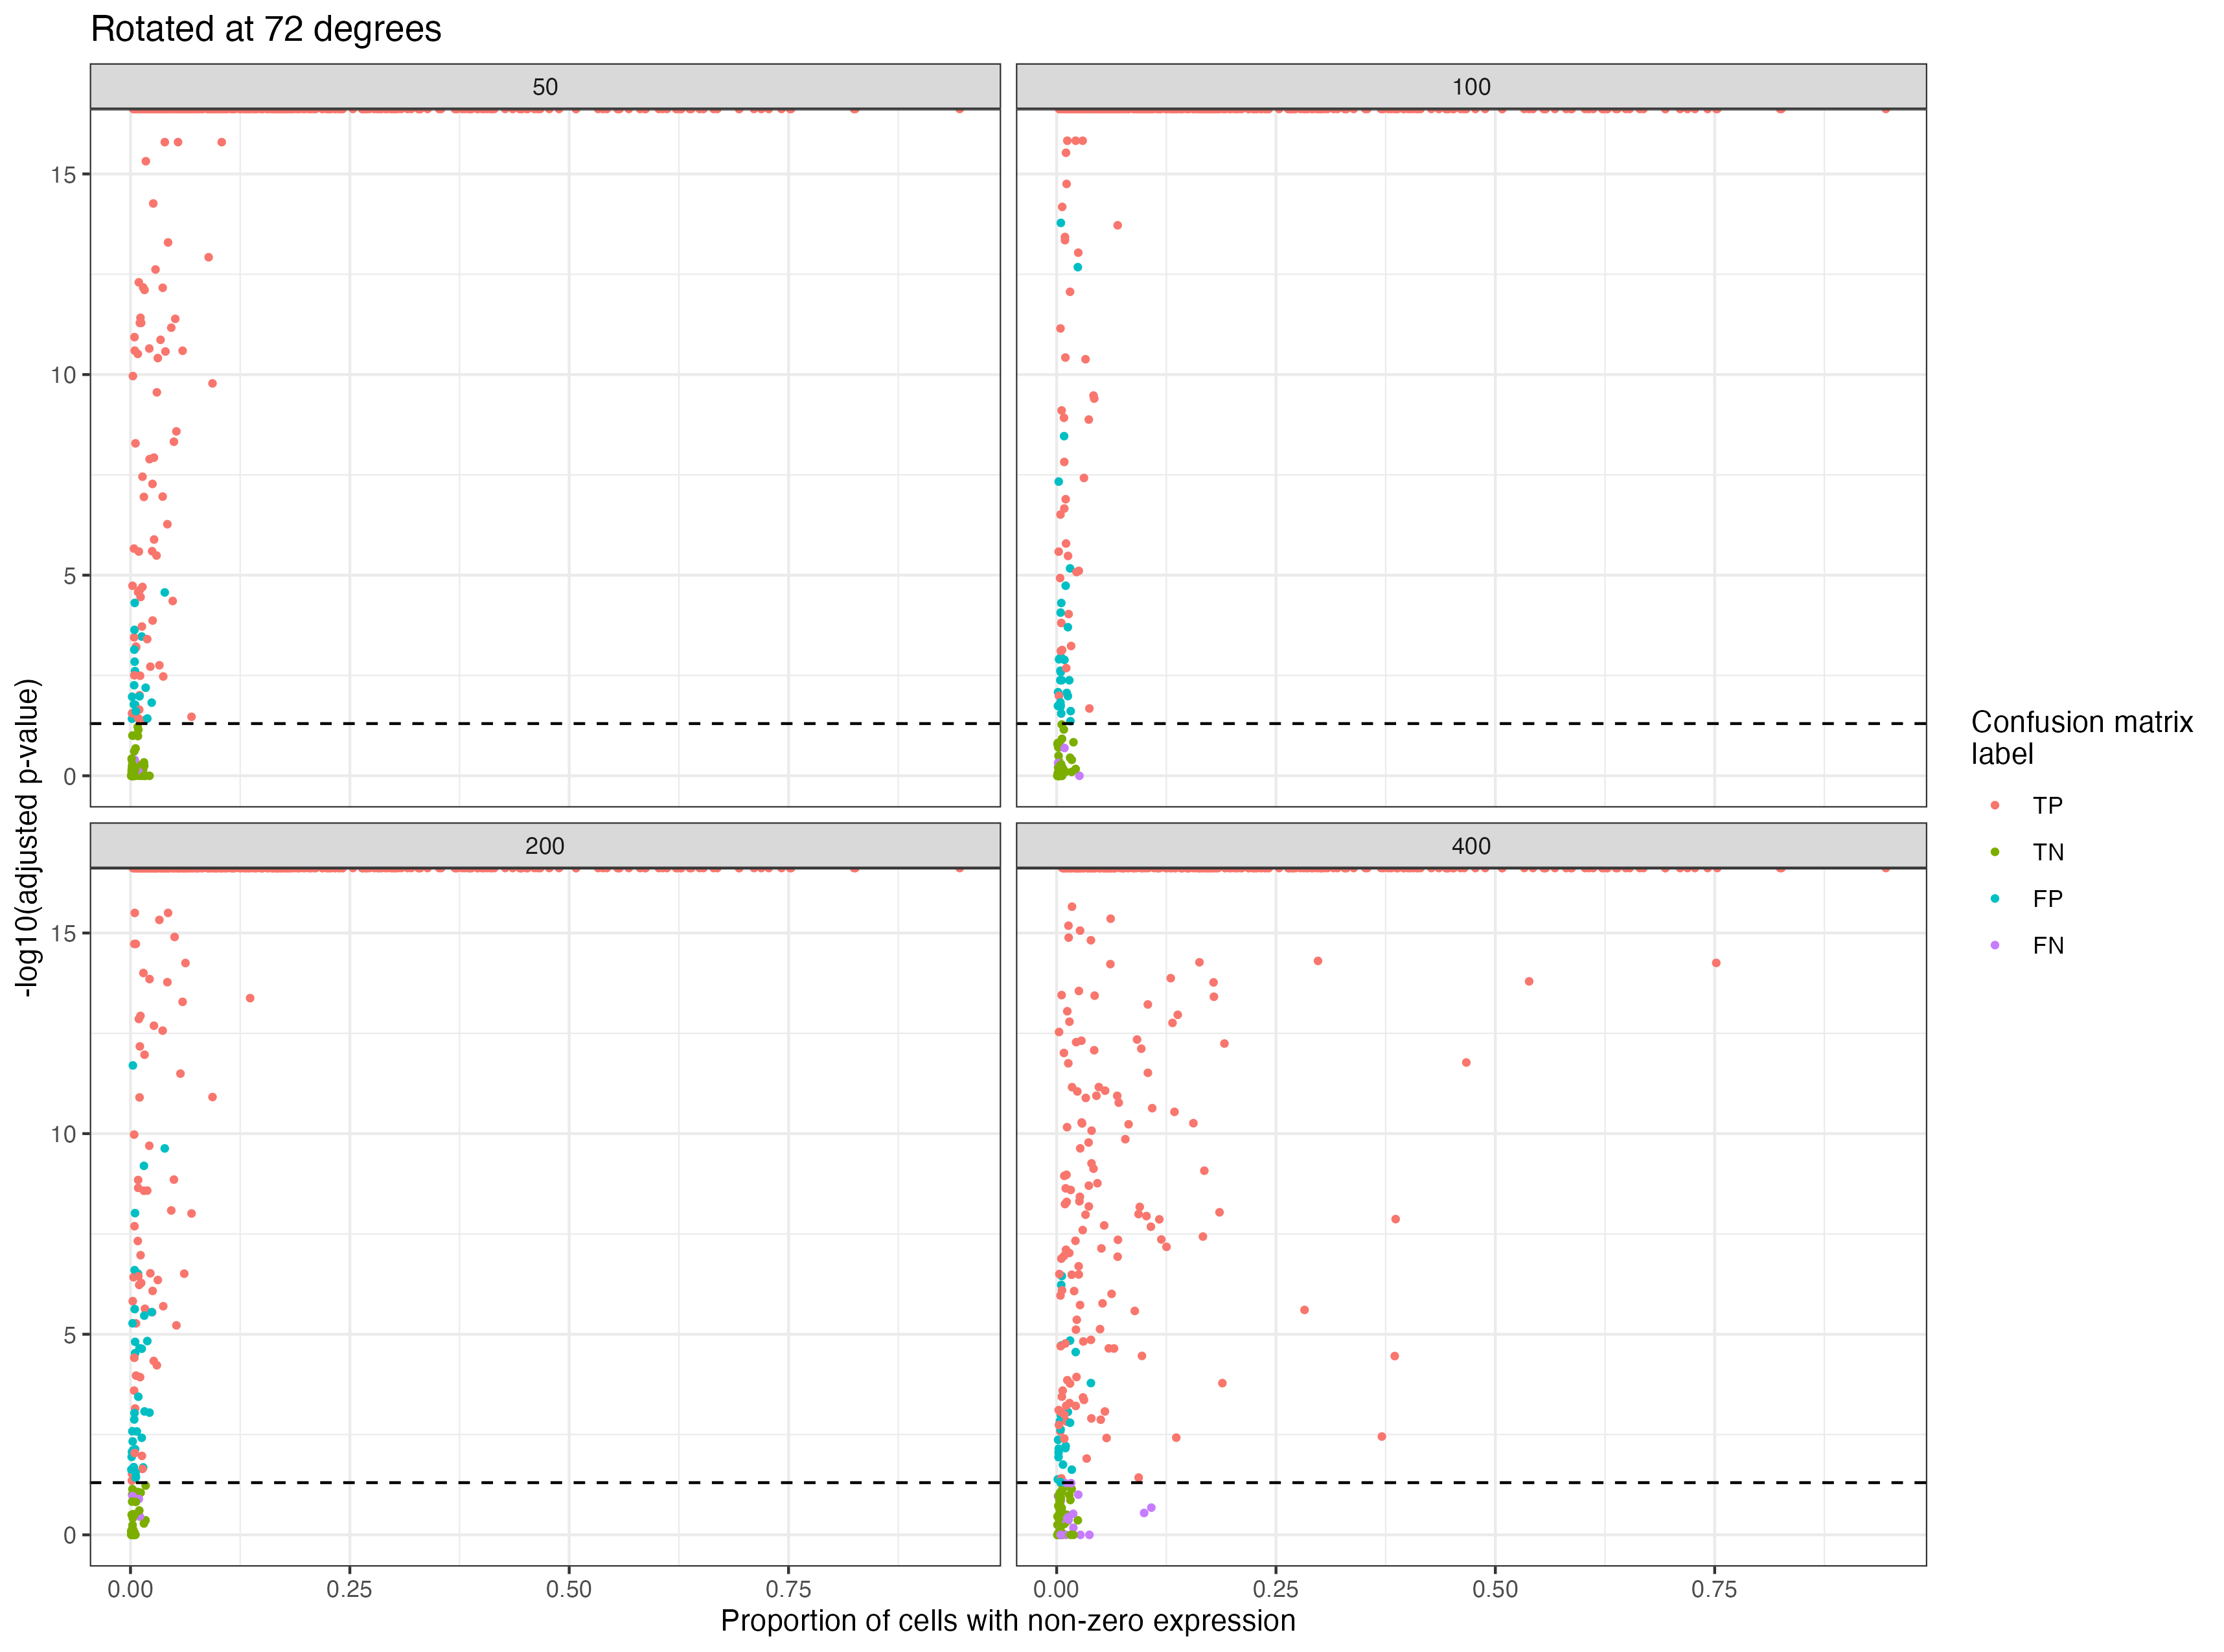 Rotated at 72 degrees
50
100
15
10
5
0
200
400
15
10
5
0
0.00
0.25
0.50
0.75
0.00
0.25
0.50
0.75
Proportion of cells with non-zero expression
-log10(adjusted p-value)
Confusion matrix
label
TP
TN
FP
FN